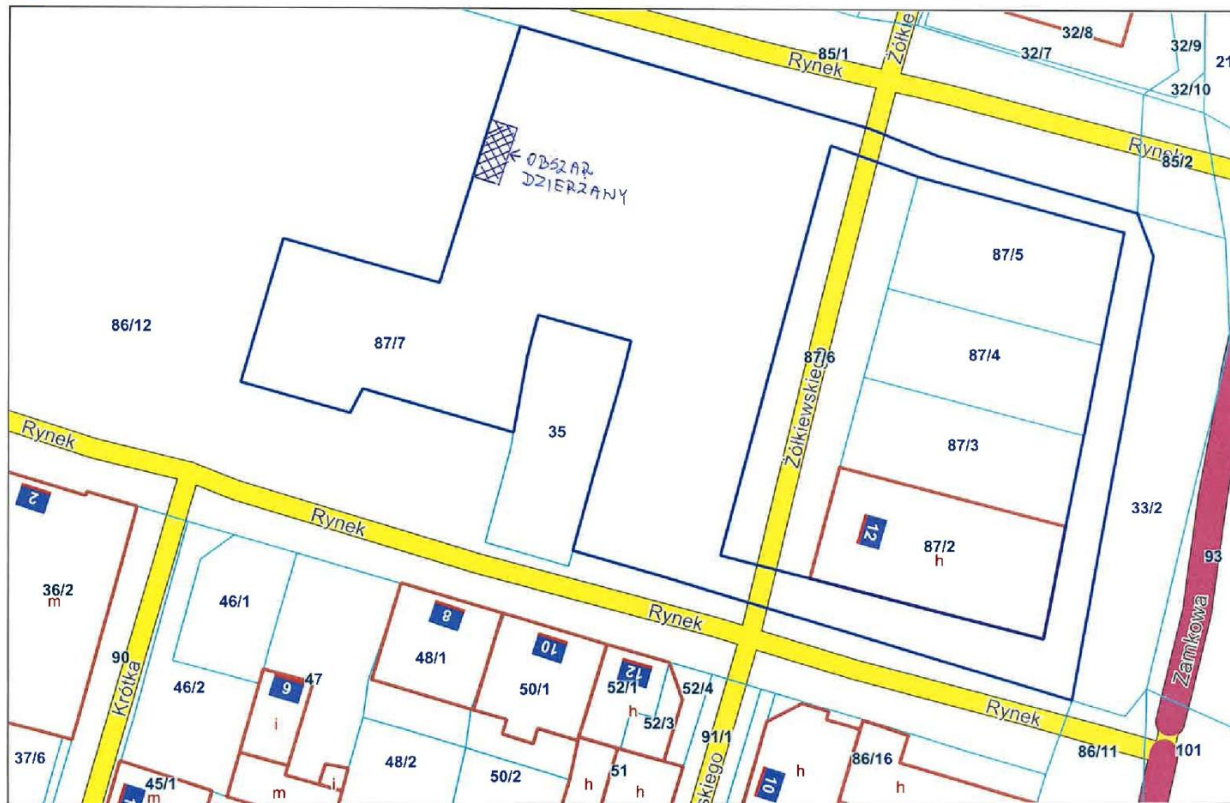 85/1
Rynek
Żółkie
32/8
32/7
32/9
21
32/10
Rynek
85/2
← OBSZAR
DZIERŻANY
87/5
86/12
87/7
87/6
87/4
Żółkiewskiego
87/3
35
33/2
Rynek
2
Rynek
12
87/2
h
93
Zamkowa
36/2
m
46/1
8
48/1
10
50/1
12
52/1
h
52/4
52/3
Rynek
90
Krótka
46/2
6
47
i
91/1
skiego
Rynek
86/11
101
37/6
45/1
m
m
i
48/2
50/2
h
51
h
10
h
86/16
h